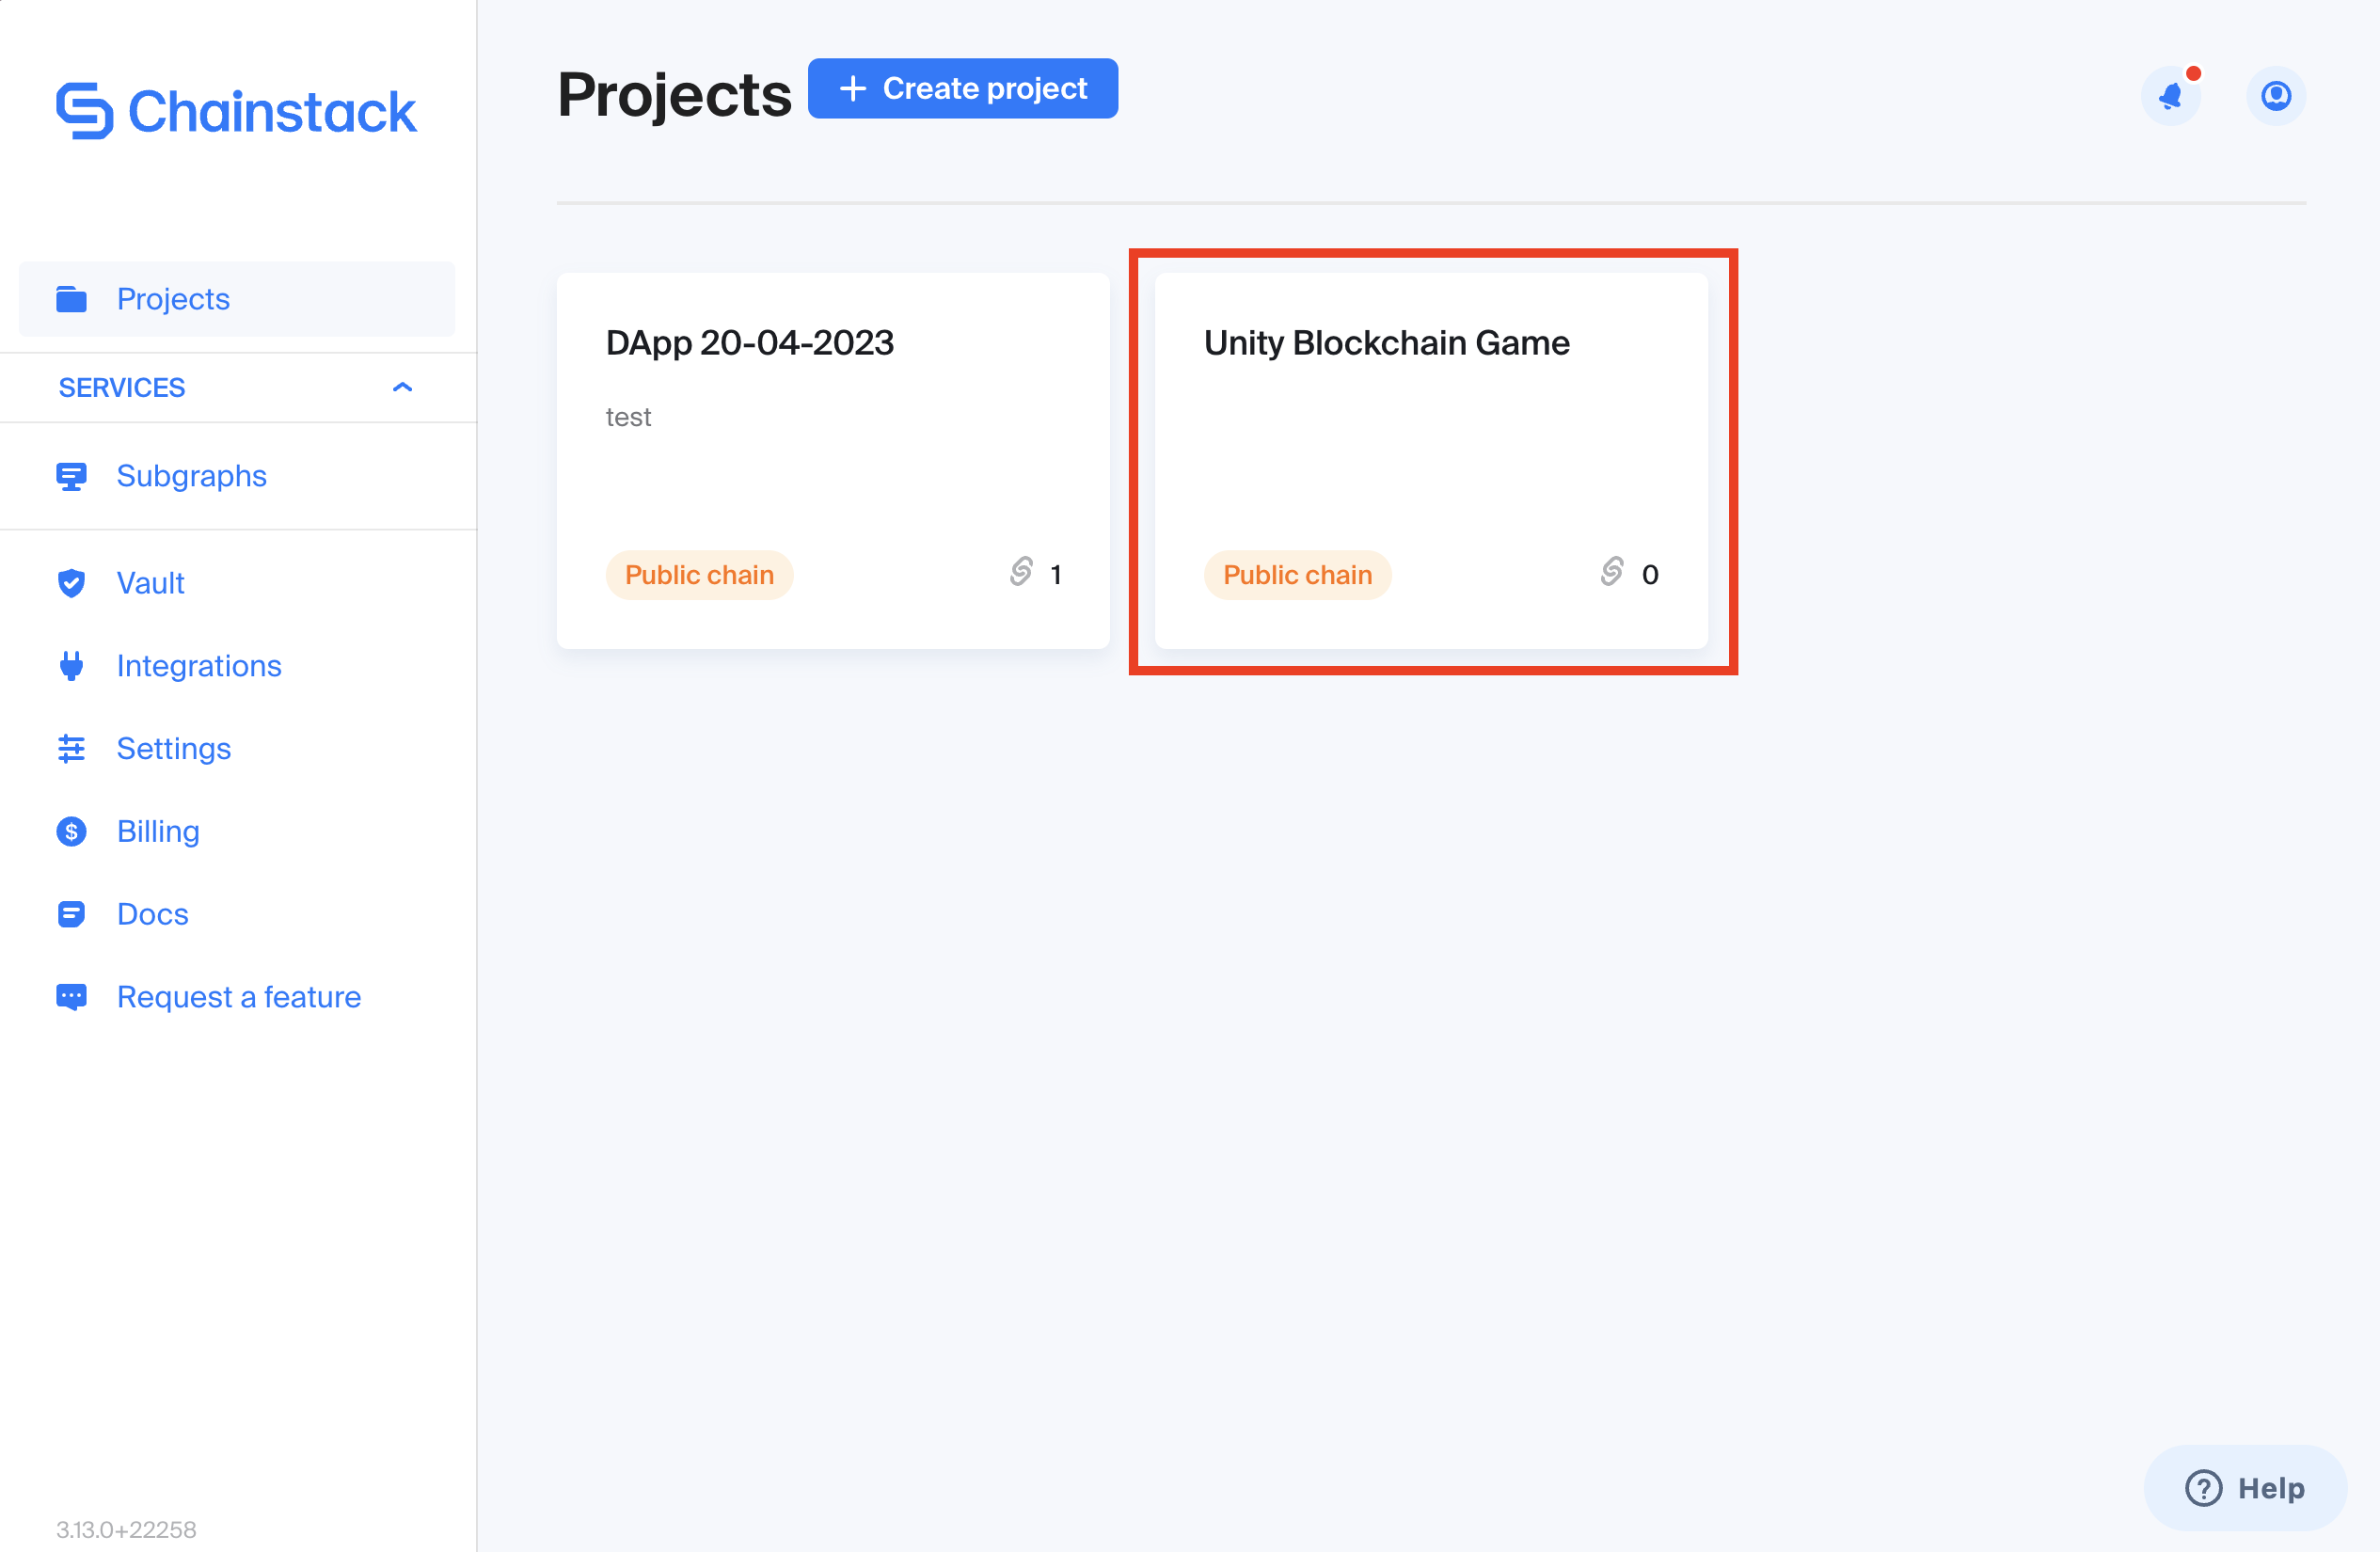 Chainstack
Projects
SERVICES
Subgraphs
Vault
Integrations
Settings
Billing
Docs
Request a feature
3.13.0+22258
Projects
Create project
DApp 20-04-2023
test
Public chain
1
Unity Blockchain Game
Public chain
0
Help